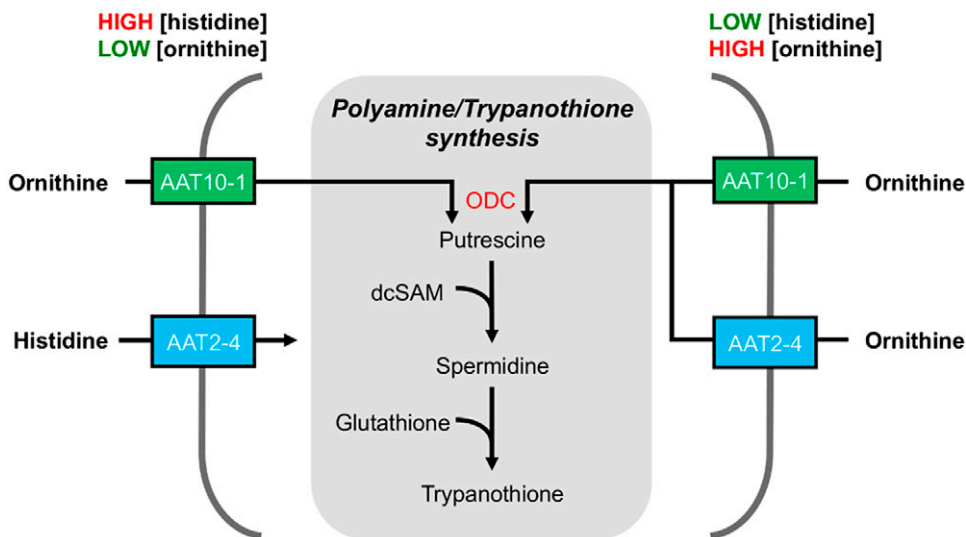 HIGH [histidine]
LOW [ornithine]
LOW [histidine]
HIGH [ornithine]
Polyamine/Trypanothione
synthesis
Ornithine
AAT10-1
AAT10-1
Ornithine
ODC
Putrescine
dcSAM
Histidine
AAT2-4
AAT2-4
Ornithine
Spermidine
Glutathione
Trypanothione